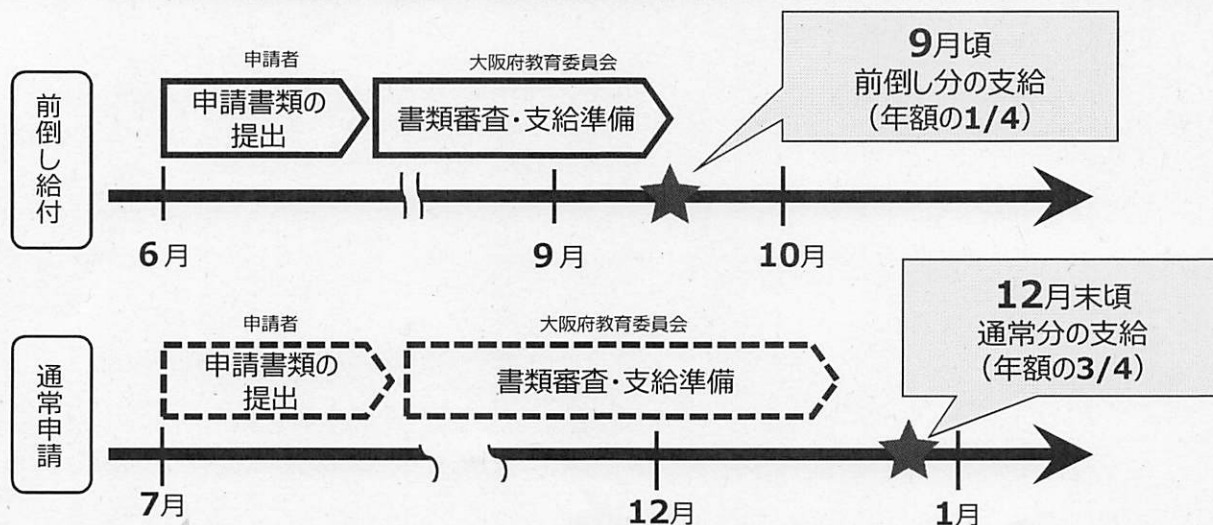 前倒し給付
申請者
申請書類の
提出
大阪府教育委員会
書類審査・支給準備
9月頃
前倒し分の支給
(年額の1/4)
6月
9月
10月
通常申請
申請者
申請書類の
提出
大阪府教育委員会
書類審査・支給準備
12月末頃
通常分の支給
(年額の3/4)
7月
12月
1月